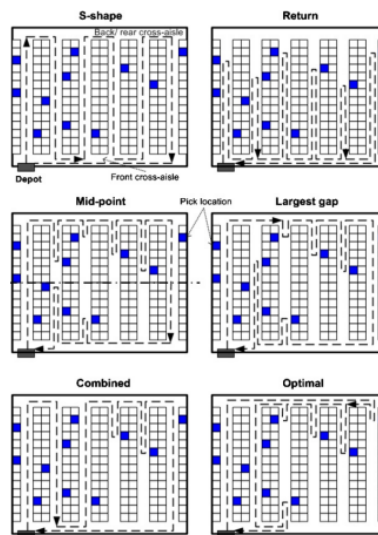 S-shape
Return
Back/ rear cross-aisle
Depot
Front cross-aisle
Mid-point
Pick location
Largest gap
Combined
Optimal